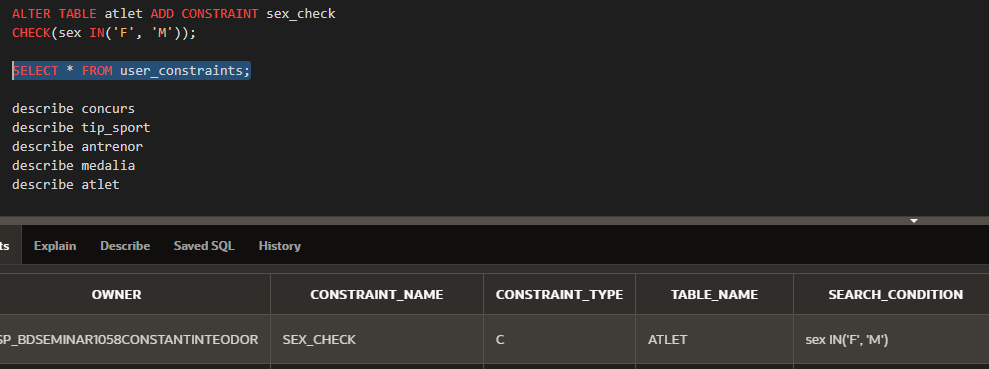 ALTER TABLE atlet ADD CONSTRAINT sex_check
CHECK(sex IN('F', 'M'));
SELECT * FROM user_constraints;
describe concurs
describe tip_sport
describe antrenor
describe medalia
describe atlet
ts Explain Describe Saved SQL History
OWNER CONSTRAINT_NAME CONSTRAINT_TYPE TABLE_NAME SEARCH_CONDITION
SP_BDSEMINAR1058CONSTANTINTEODOR SEX_CHECK C ATLET sex IN('F', 'M')